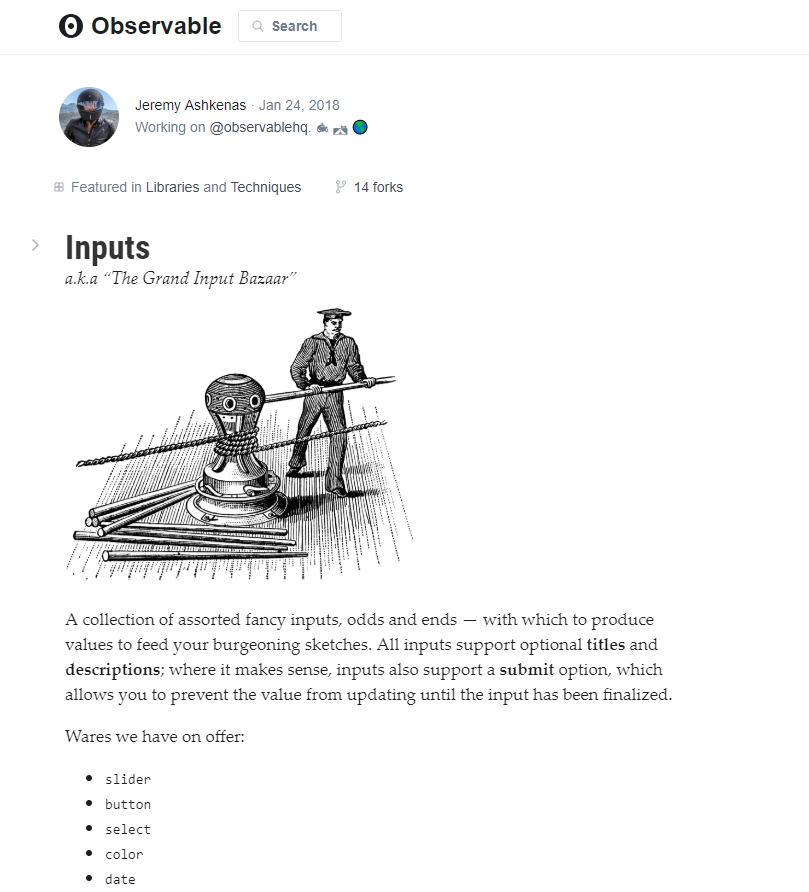 Observable
Search
Jeremy Ashkenas · Jan 24, 2018
Working on @observablehq.
Featured in Libraries and Techniques
14 forks
Inputs
a.k.a “The Grand Input Bazaar”
A collection of assorted fancy inputs, odds and ends — with which to produce
values to feed your burgeoning sketches. All inputs support optional titles and
descriptions; where it makes sense, inputs also support a submit option, which
allows you to prevent the value from updating until the input has been finalized.
Wares we have on offer:
slider
button
select
color
date